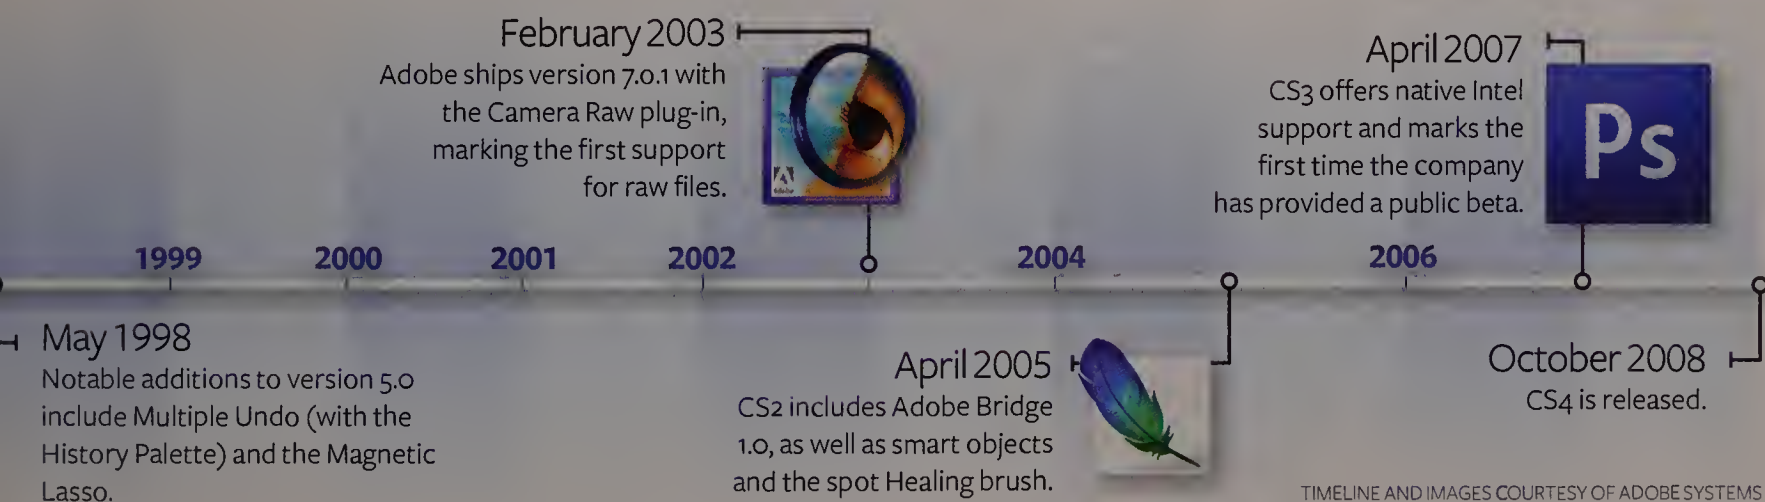 February 2003
Adobe ships version 7.0.1 with
the Camera Raw plug-in,
marking the first support
for raw files.
Adobe
April 2007
CS3 offers native Intel
support and marks the
first time the company
has provided a public beta.
Ps
1999
2000
2001
2002
2004
2006
May 1998
Notable additions to version 5.0
include Multiple Undo (with the
History Palette) and the Magnetic
Lasso.
April 2005
CS2 includes Adobe Bridge
1.0, as well as smart objects
and the spot Healing brush.
October 2008
CS4 is released.
TIMELINE AND IMAGES COURTESY OF ADOBE SYSTEMS